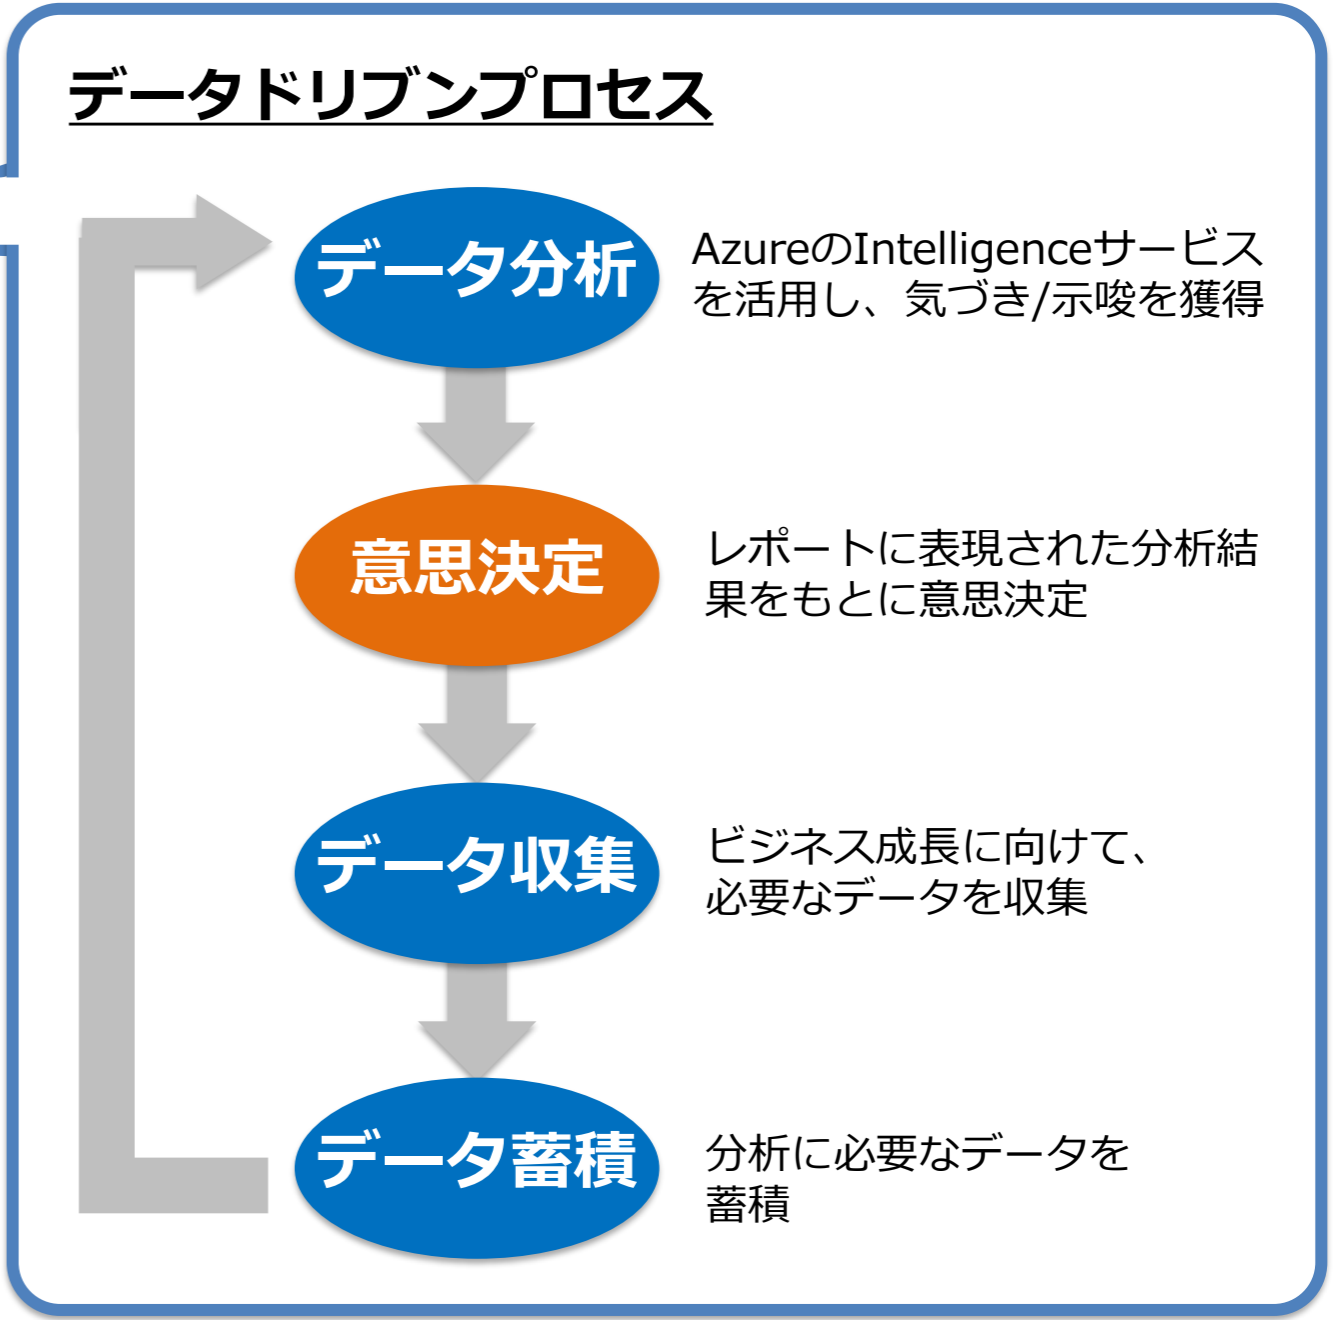 データドリブンプロセス
データ分析
AzureのIntelligenceサービス
を活用し、気づき/示唆を獲得
意思決定
レポートに表現された分析結
果をもとに意思決定
データ収集
ビジネス成長に向けて、
必要なデータを収集
データ蓄積
分析に必要なデータを
蓄積